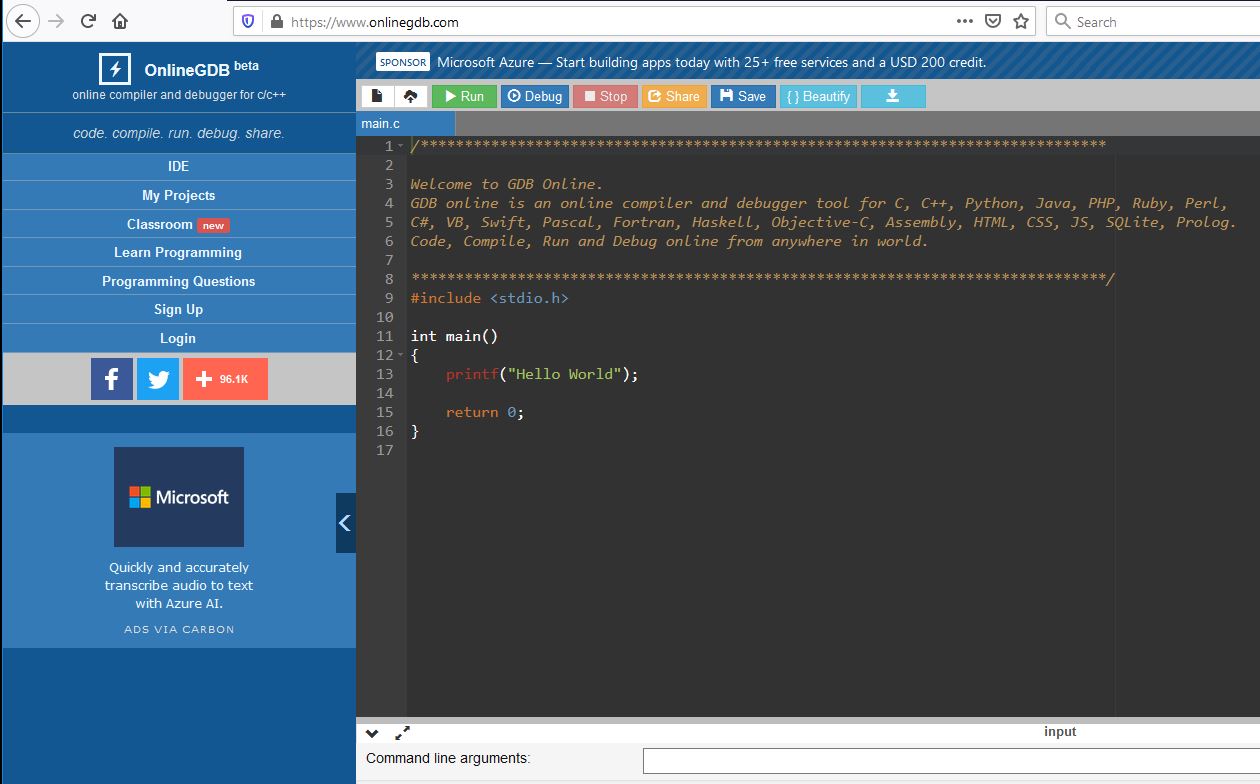 https://www.onlinegdb.com
Search
OnlineGDB beta
online compiler and debugger for c/c++
code. compile. run. debug. share.
IDE
My Projects
Classroom new
Learn Programming
Programming Questions
Sign Up
Login
96.1K
Microsoft
Quickly and accurately
transcribe audio to text
with Azure AI.
ADS VIA CARBON
SPONSOR Microsoft Azure — Start building apps today with 25+ free services and a USD 200 credit.
Run Debug Stop Share Save { } Beautify
main.c
1 /******************************************************************************
2
3 Welcome to GDB Online.
4 GDB online is an online compiler and debugger tool for C, C++, Python, Java, PHP, Ruby, Perl,
5 C#, VB, Swift, Pascal, Fortran, Haskell, Objective-C, Assembly, HTML, CSS, JS, SQLite, Prolog.
6 Code, Compile, Run and Debug online from anywhere in world.
7
8 *******************************************************************************/
9 #include <stdio.h>
10
11 int main()
12 {
13     printf("Hello World");
14
15     return 0;
16 }
17
input
Command line arguments: